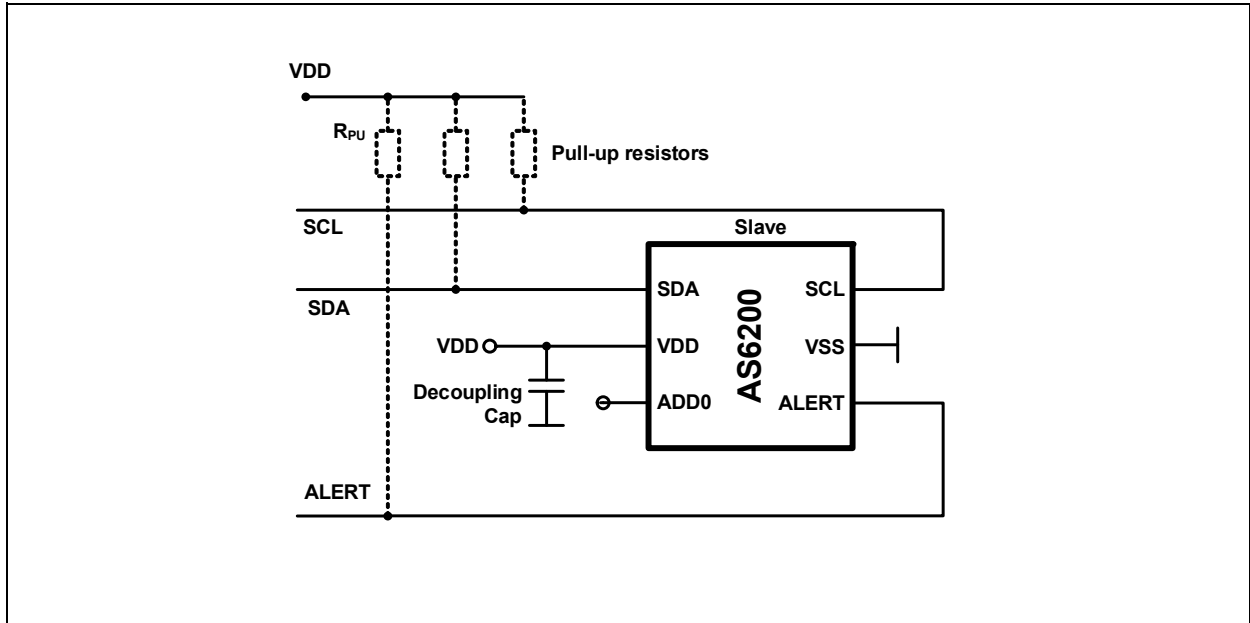 VDD
RPU
Pull-up resistors
SCL
Slave
SDA
SDA
SCL
VDD
VDD
VSS
AS6200
Decoupling
Cap
ADD0
ALERT
ALERT